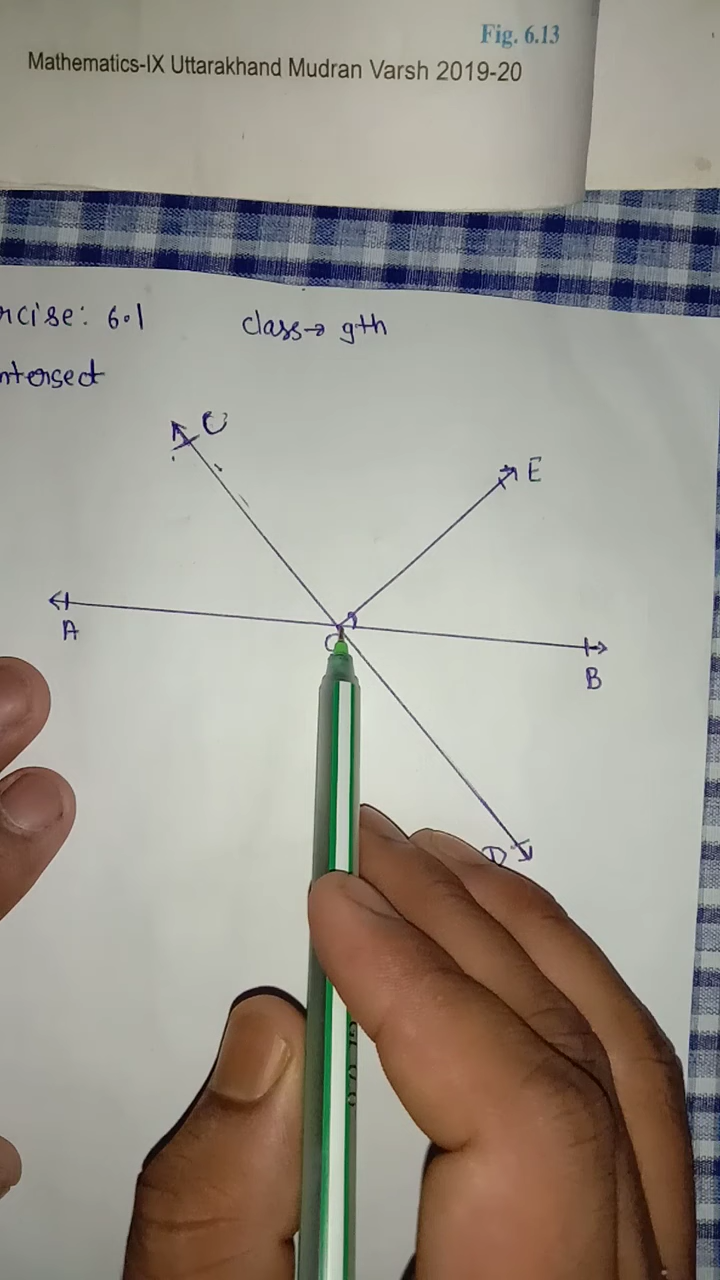 Fig. 6.13
Mathematics-IX Uttarakhand Mudran Varsh 2019-20
rcise: 6.1 class→ 9th
ntersect
C
E
A
B
D